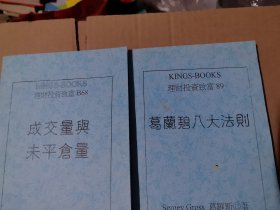 KINGS-BOOKS
理財投資致富 B68
成交量與
未平倉量
KINGS-BOOKS
理財投資致富 '89
葛蘭碧八大法則